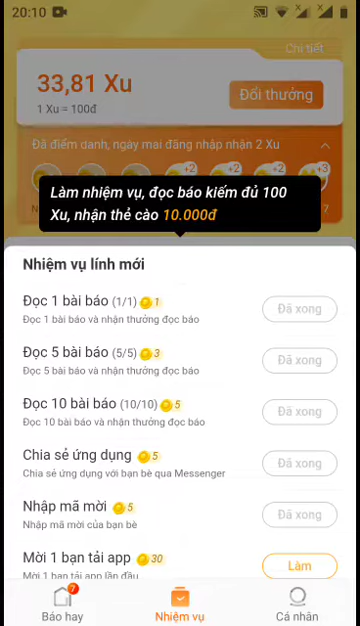 20:10
Chi tiết
33,81 Xu
Đổi thưởng
1 Xu = 100đ
Đã điểm danh, ngày mai đăng nhập nhận 2 Xu
+2 +2 +2 +3
Làm nhiệm vụ, đọc báo kiếm đủ 100
Xu, nhận thẻ cào 10.000đ
7
Nhiệm vụ lính mới
Đọc 1 bài báo (1/1) 1
Đã xong
Đọc 1 bài báo và nhận thưởng đọc báo
Đọc 5 bài báo (5/5) 3
Đã xong
Đọc 5 bài báo và nhận thưởng đọc báo
Đọc 10 bài báo (10/10) 5
Đã xong
Đọc 10 bài báo và nhận thưởng đọc báo
Chia sẻ ứng dụng 5
Đã xong
Chia sẻ ứng dụng với bạn bè qua Messenger
Nhập mã mời 5
Đã xong
Nhập mã mời của bạn bè
Mời 1 bạn tải app 30
Làm
Mời 1 bạn tải app lần đầu
7
Báo hay
Nhiệm vụ
Cá nhân